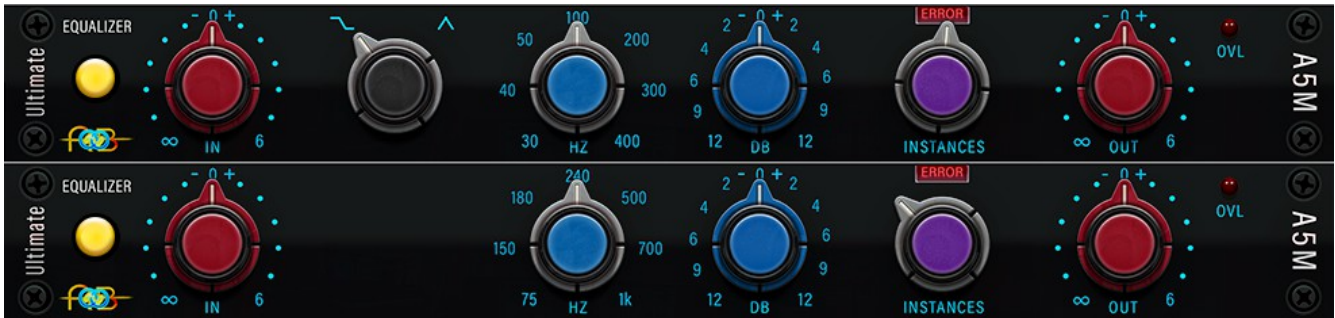 EQUALIZER
Ultimate
- 0 +
∞ IN 6
100
50 200
40 300
30 HZ 400
- 0 +
2 2
4 4
6 6
9 9
12 DB 12
ERROR
INSTANCES
- 0 +
∞ OUT 6
OVL
A5M
EQUALIZER
Ultimate
- 0 +
∞ IN 6
240
180 500
150 700
75 HZ 1k
- 0 +
2 2
4 4
6 6
9 9
12 DB 12
ERROR
INSTANCES
- 0 +
∞ OUT 6
OVL
A5M